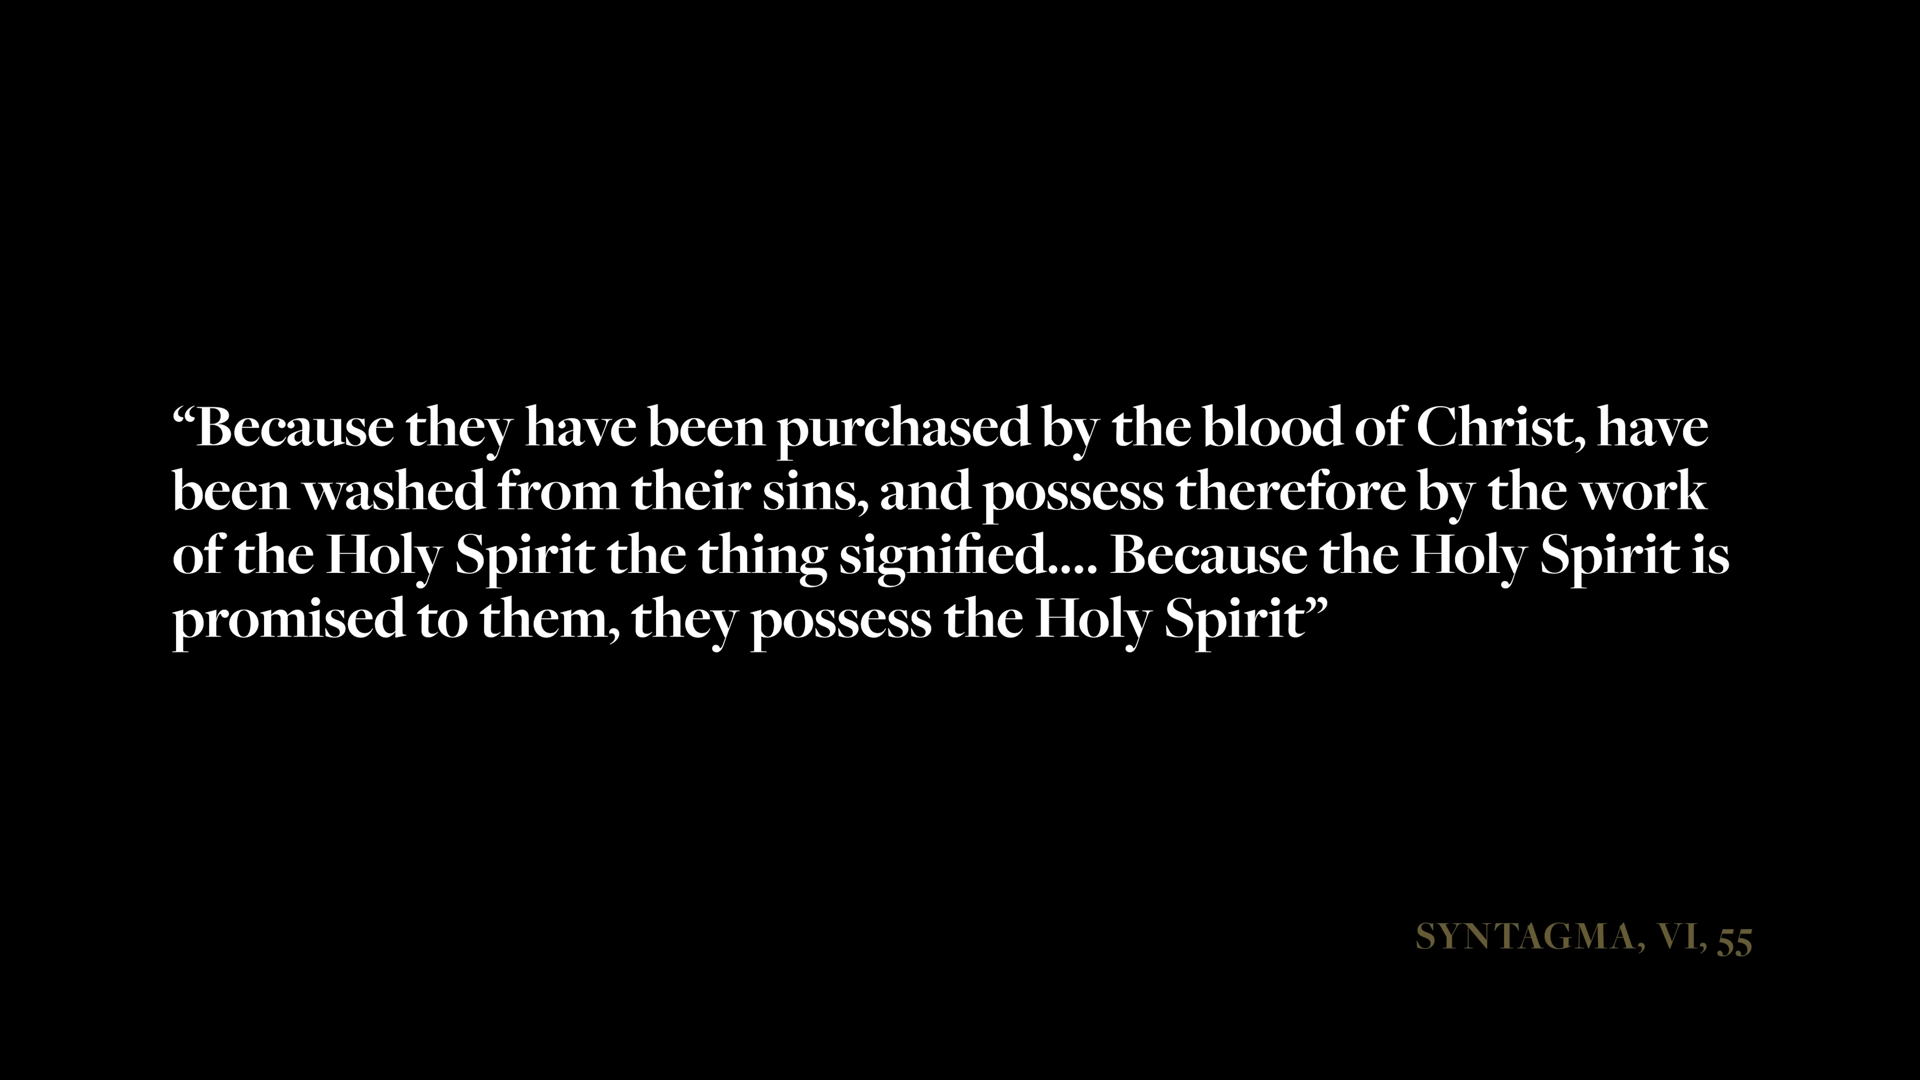 “Because they have been purchased by the blood of Christ, have
been washed from their sins, and possess therefore by the work
of the Holy Spirit the thing signified.... Because the Holy Spirit is
promised to them, they possess the Holy Spirit”
SYNTAGMA, VI, 55